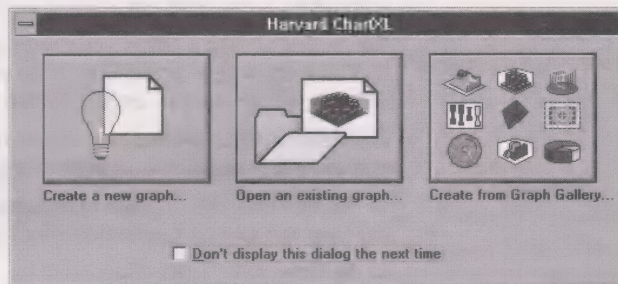 Harvard ChartXL
Create a new graph...
Open an existing graph...
Create from Graph Gallery...
Don't display this dialog the next time